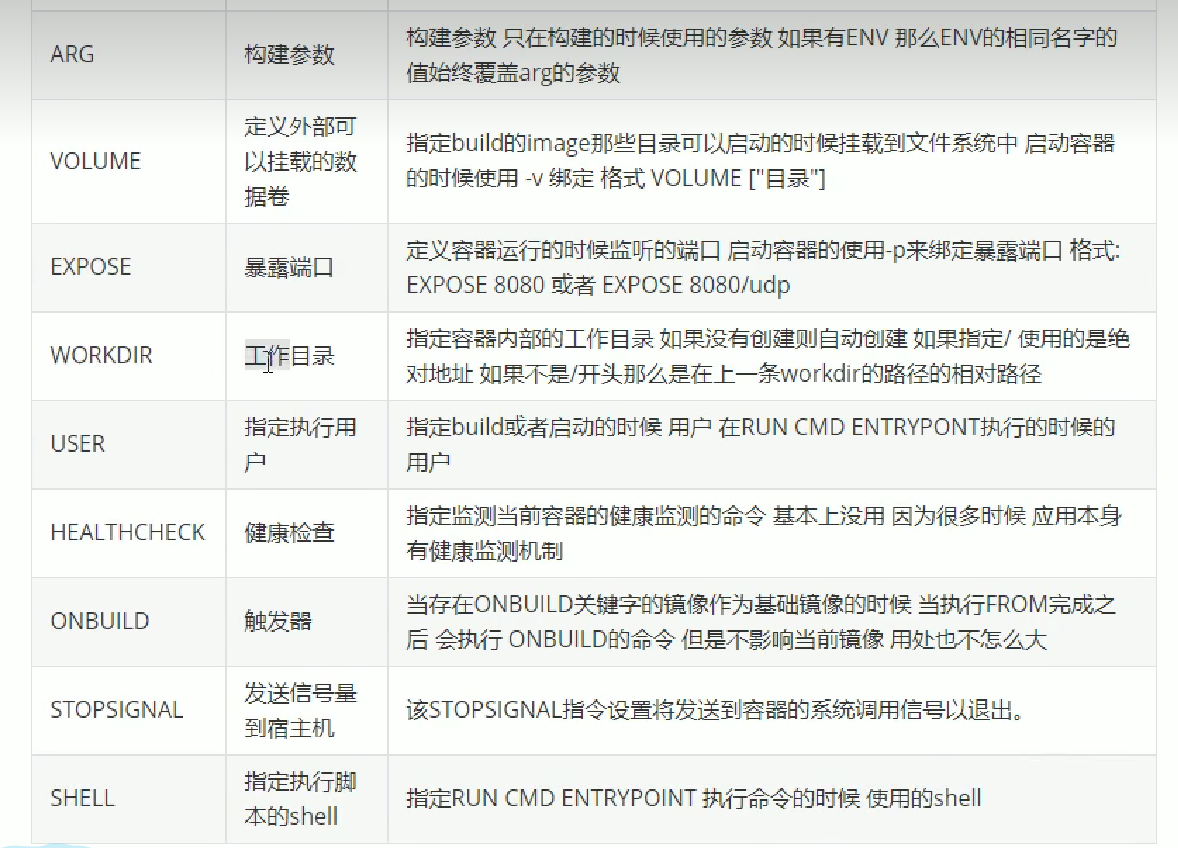 ARG
构建参数
构建参数 只在构建的时候使用的参数 如果有ENV 那么ENV的相同名字的
值始终覆盖arg的参数
VOLUME
定义外部可
以挂载的数
据卷
指定build的image那些目录可以启动的时候挂载到文件系统中 启动容器
的时候使用 -v 绑定 格式 VOLUME ["目录"]
EXPOSE
暴露端口
定义容器运行的时候监听的端口 启动容器的使用-p来绑定暴露端口 格式:
EXPOSE 8080 或者 EXPOSE 8080/udp
WORKDIR
工作目录
指定容器内部的工作目录 如果没有创建则自动创建 如果指定/ 使用的是绝
对地址 如果不是/开头那么是在上一条workdir的路径的相对路径
USER
指定执行用
户
指定build或者启动的时候 用户 在RUN CMD ENTRYPONT执行的时候的
用户
HEALTHCHECK
健康检查
指定监测当前容器的健康监测的命令 基本上没用 因为很多时候 应用本身
有健康监测机制
ONBUILD
触发器
当存在ONBUILD关键字的镜像作为基础镜像的时候 当执行FROM完成之
后 会执行 ONBUILD的命令 但是不影响当前镜像 用处也不怎么大
STOPSIGNAL
发送信号量
到宿主机
该STOPSIGNAL指令设置将发送到容器的系统调用信号以退出。
SHELL
指定执行脚
本的shell
指定RUN CMD ENTRYPOINT 执行命令的时候 使用的shell